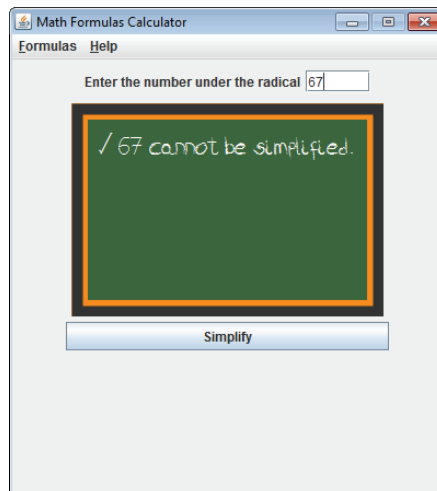 Math Formulas Calculator
Formulas Help
Enter the number under the radical 67
√ 67 cannot be simplified.
Simplify